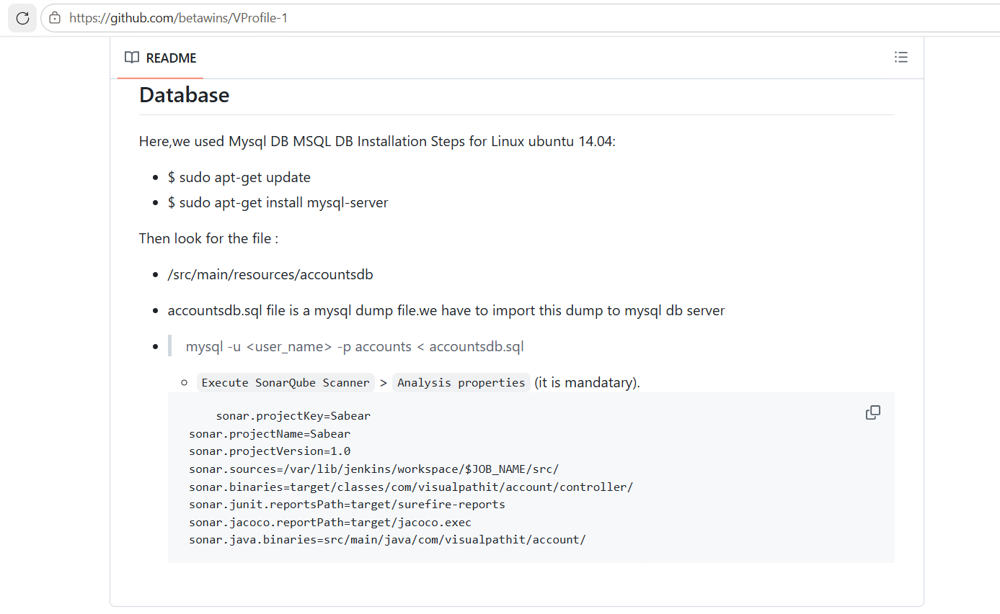 https://github.com/betawins/VProfile-1
README
Database
Here,we used Mysql DB MSQL DB Installation Steps for Linux ubuntu 14.04:
$ sudo apt-get update
$ sudo apt-get install mysql-server
Then look for the file :
/src/main/resources/accountsdb
accountsdb.sql file is a mysql dump file.we have to import this dump to mysql db server
mysql -u <user_name> -p accounts < accountsdb.sql
Execute SonarQube Scanner > Analysis properties (it is mandatary).
sonar.projectKey=Sabear
sonar.projectName=Sabear
sonar.projectVersion=1.0
sonar.sources=/var/lib/jenkins/workspace/$JOB_NAME/src/
sonar.binaries=target/classes/com/visualpathit/account/controller/
sonar.junit.reportsPath=target/surefire-reports
sonar.jacoco.reportPath=target/jacoco.exec
sonar.java.binaries=src/main/java/com/visualpathit/account/